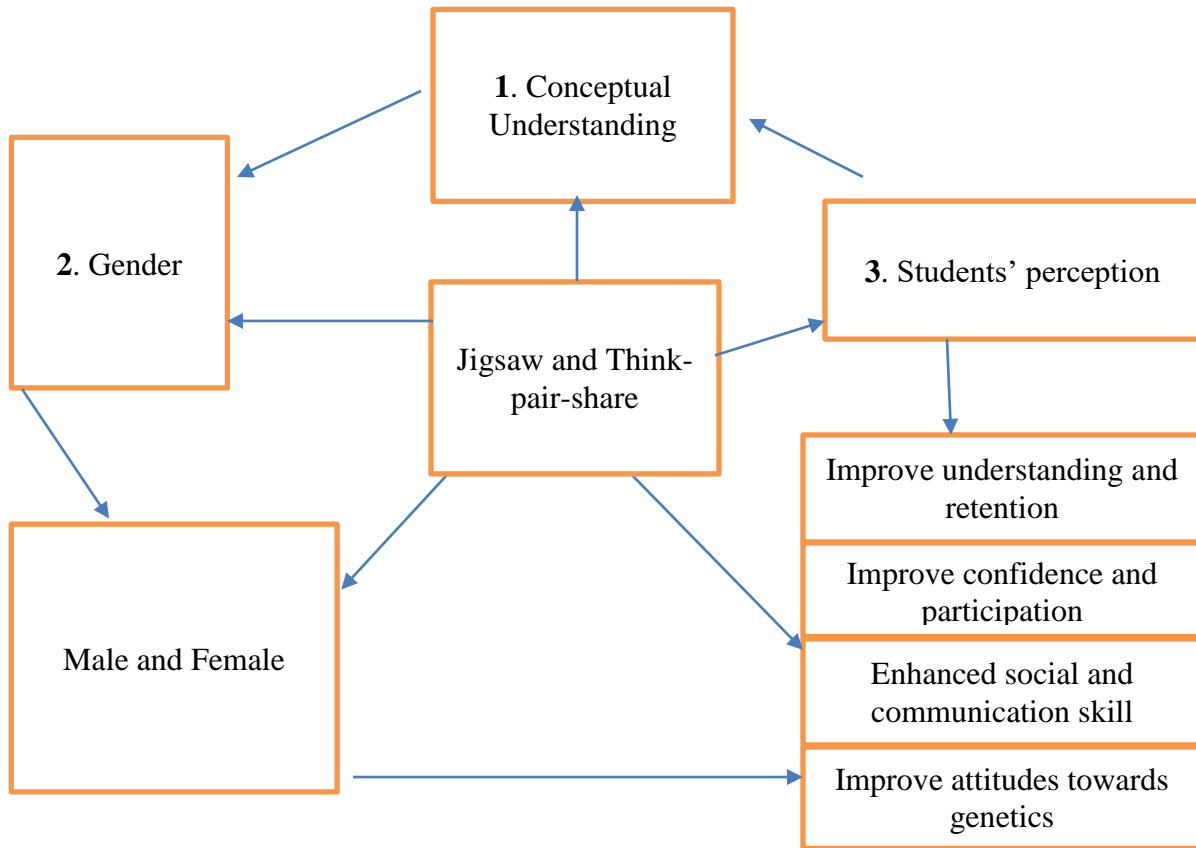 1. Conceptual
Understanding
2. Gender
3. Students’ perception
Jigsaw and Think-
pair-share
Improve understanding and
retention
Improve confidence and
participation
Male and Female
Enhanced social and
communication skill
Improve attitudes towards
genetics